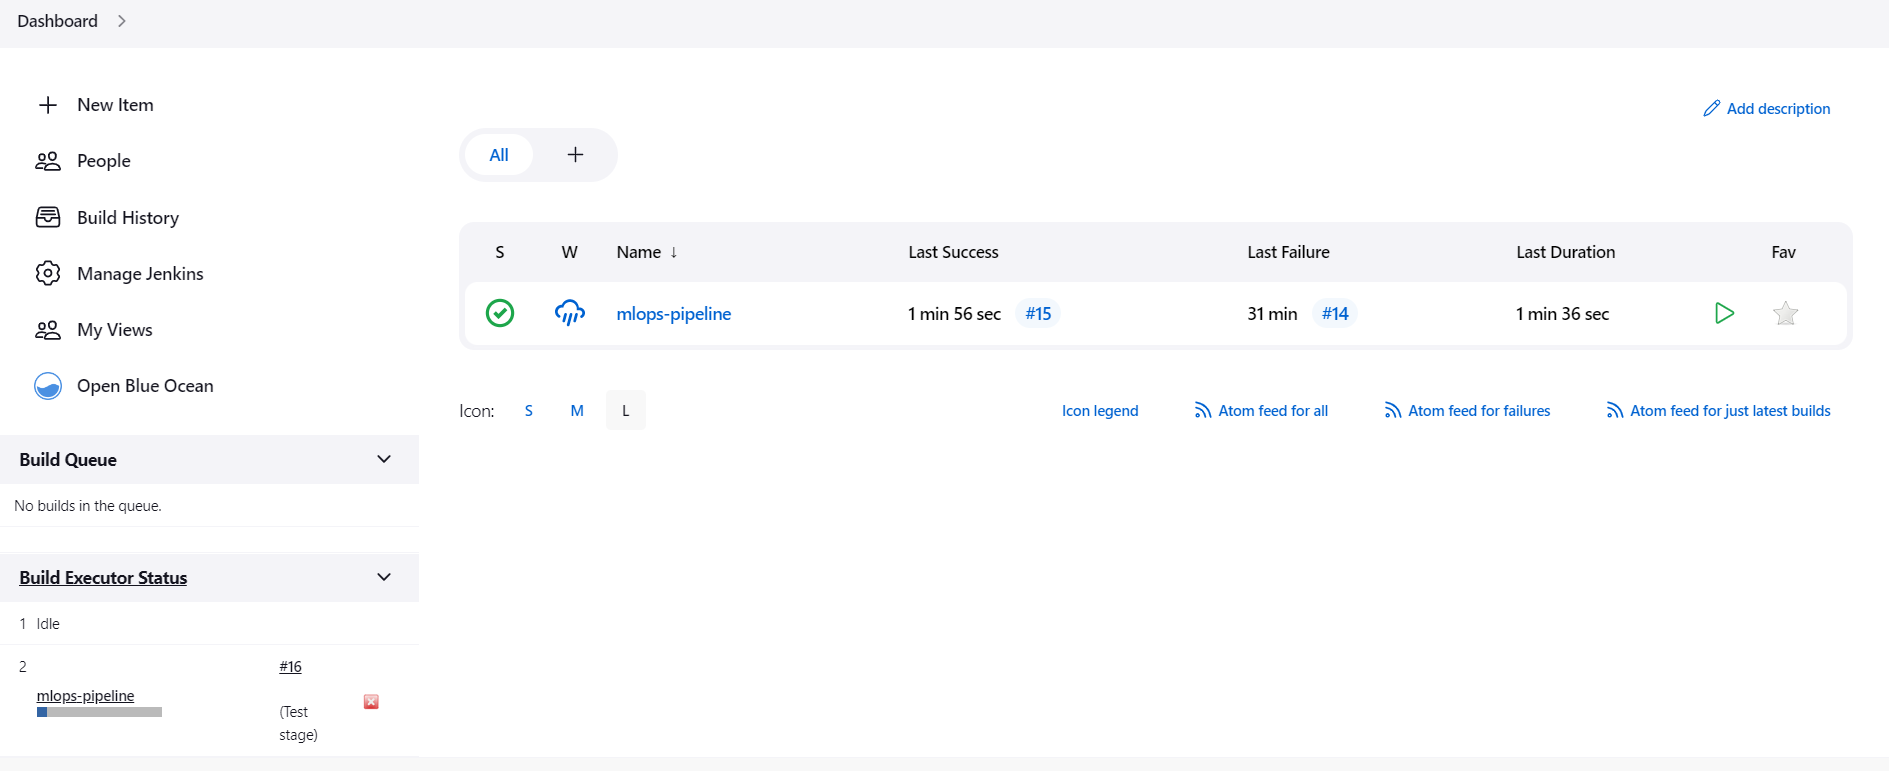 Dashboard
New Item
People
Build History
Manage Jenkins
My Views
Open Blue Ocean
Build Queue
No builds in the queue.
Build Executor Status
1 Idle
2 #16
mlops-pipeline
(Test
stage)
Add description
All
S W Name ↓ Last Success Last Failure Last Duration Fav
mlops-pipeline 1 min 56 sec #15 31 min #14 1 min 36 sec
Icon: S M L Icon legend Atom feed for all Atom feed for failures Atom feed for just latest builds